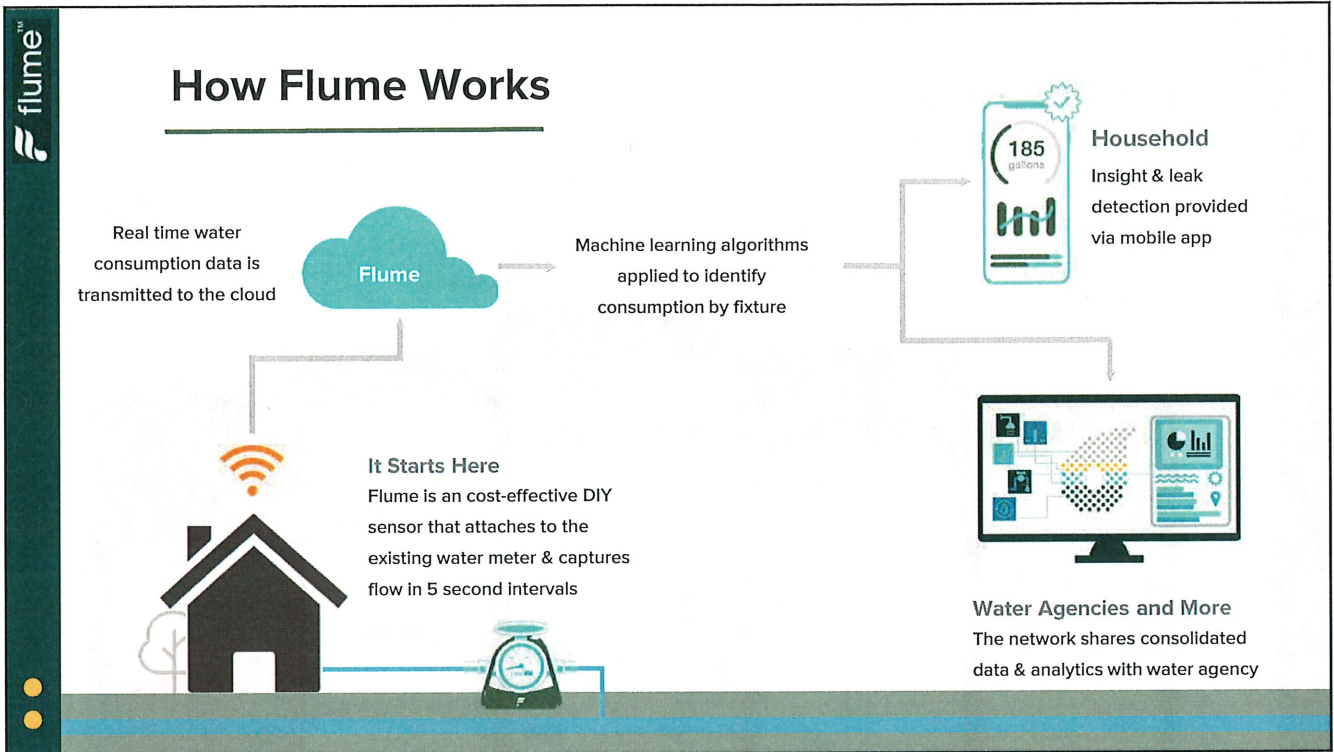 flume™
How Flume Works
Real time water
consumption data is
transmitted to the cloud
Flume
Machine learning algorithms
applied to identify
consumption by fixture
185
gallons
Household
Insight & leak
detection provided
via mobile app
It Starts Here
Flume is an cost-effective DIY
sensor that attaches to the
existing water meter & captures
flow in 5 second intervals
Water Agencies and More
The network shares consolidated
data & analytics with water agency